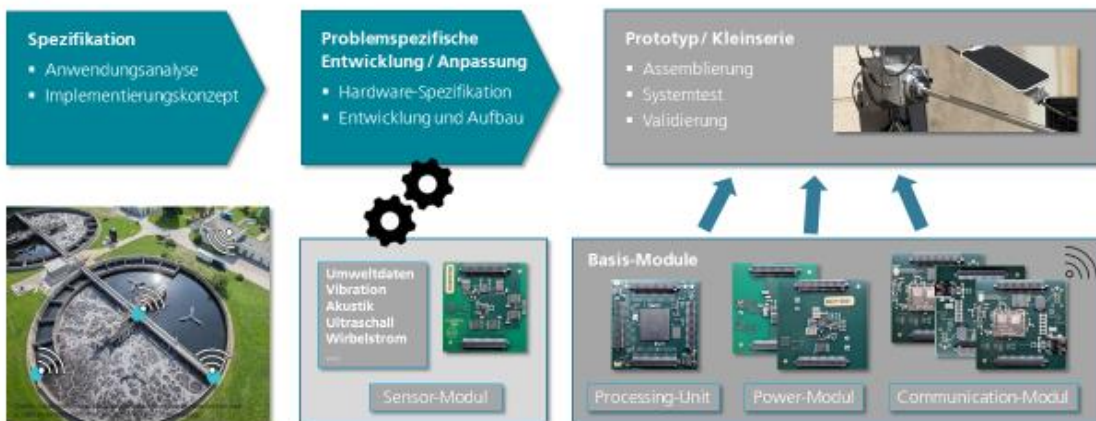 Spezifikation
▪ Anwendungsanalyse
▪ Implementierungskonzept
Problemspezifische
Entwicklung / Anpassung
▪ Hardware-Spezifikation
▪ Entwicklung und Aufbau
Prototyp / Kleinserie
▪ Assemblierung
▪ Systemtest
▪ Validierung
Umweltdaten
Vibration
Akustik
Ultraschall
Wirbelstrom
Sensor-Modul
Basis-Module
Processing-Unit
Power-Modul
Communication-Modul